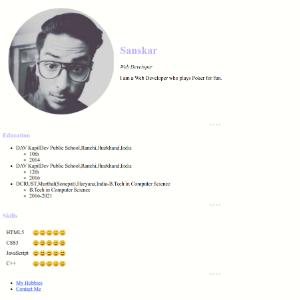 Sanskar
Web Developer
I am a Web Developer who plays Poker for fun.
Education
DAV KapilDev Public School,Ranchi,Jharkhand,India
10th
2014
DAV KapilDev Public School,Ranchi,Jharkhand,India
12th
2016
DCRUST,Murthal(Sonepat),Haryana,India-B.Tech in Computer Science
B.Tech in Computer Science
2016-2021
Skills
HTML5 😀😀😀😀😀
CSS3 😀😀😀😀😀
JavaScript 😀😀😀😀😀
C++ 😀😀😀😀😀
My Hobbies
Contact Me